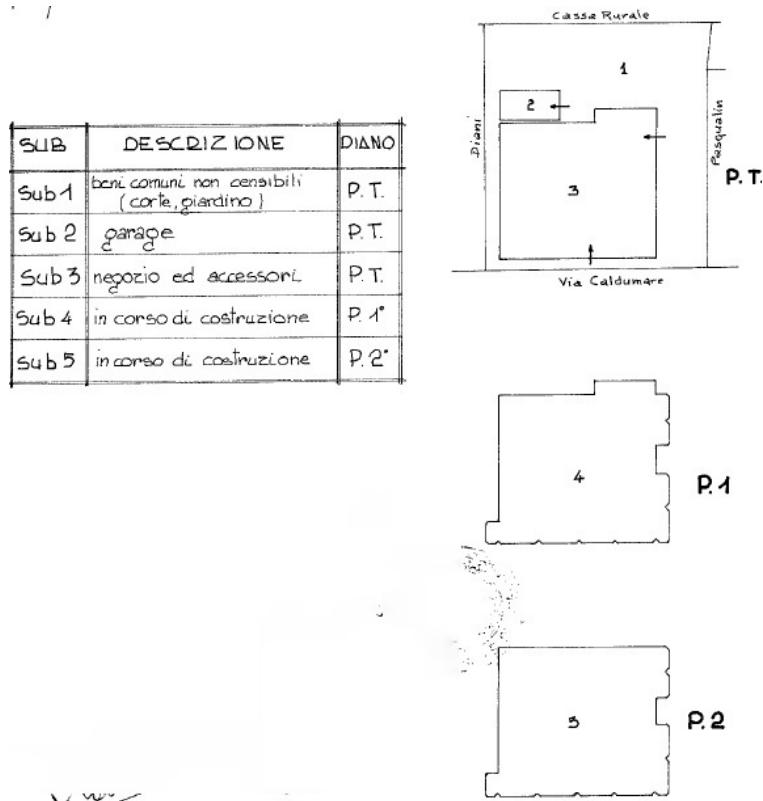 SUB DESCRIZIONE PIANO
Sub 1 beni comuni non censibili (corte, giardino) P.T.
Sub 2 garage P.T.
Sub 3 negozio ed accessori P.T.
Sub 4 in corso di costruzione P. 1°
Sub 5 in corso di costruzione P. 2°
Cassa Rurale
1
2
Diani
Pasqualin
3
P. T.
Via Caldumare
4
P. 1
5
P. 2